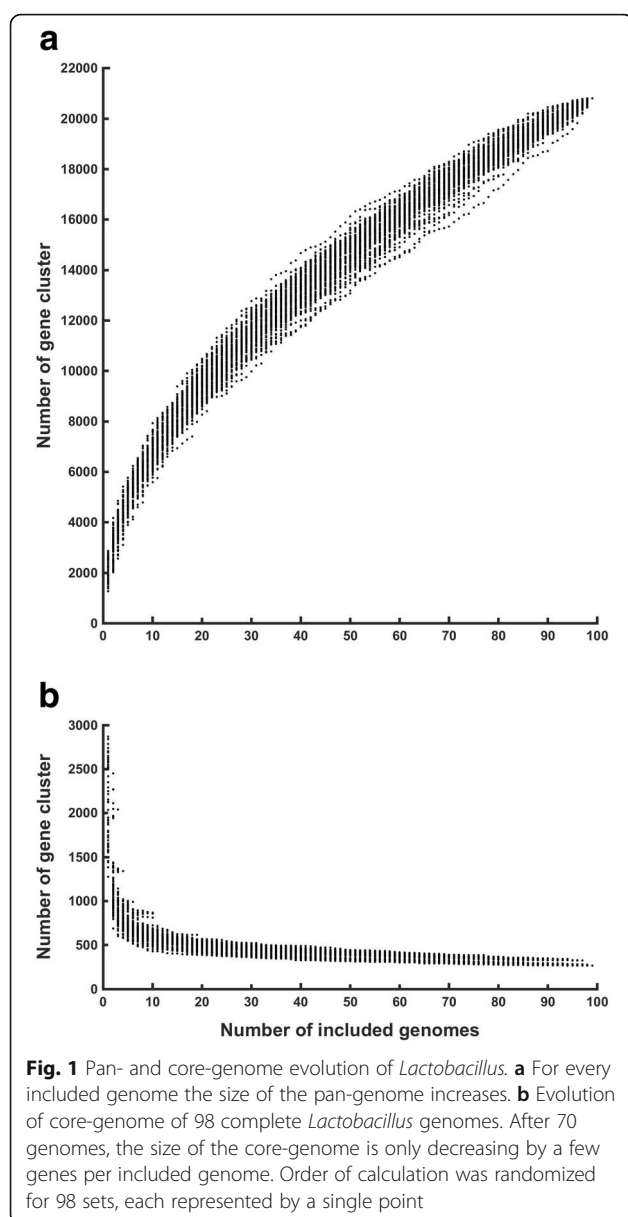 a
22000
20000
18000
16000
14000
12000
10000
8000
6000
4000
2000
0
Number of gene cluster
0 10 20 30 40 50 60 70 80 90 100
b
3000
2500
2000
1500
1000
500
0
Number of gene cluster
0 10 20 30 40 50 60 70 80 90 100
Number of included genomes
Fig. 1 Pan- and core-genome evolution of Lactobacillus. a For every
included genome the size of the pan-genome increases. b Evolution
of core-genome of 98 complete Lactobacillus genomes. After 70
genomes, the size of the core-genome is only decreasing by a few
genes per included genome. Order of calculation was randomized
for 98 sets, each represented by a single point